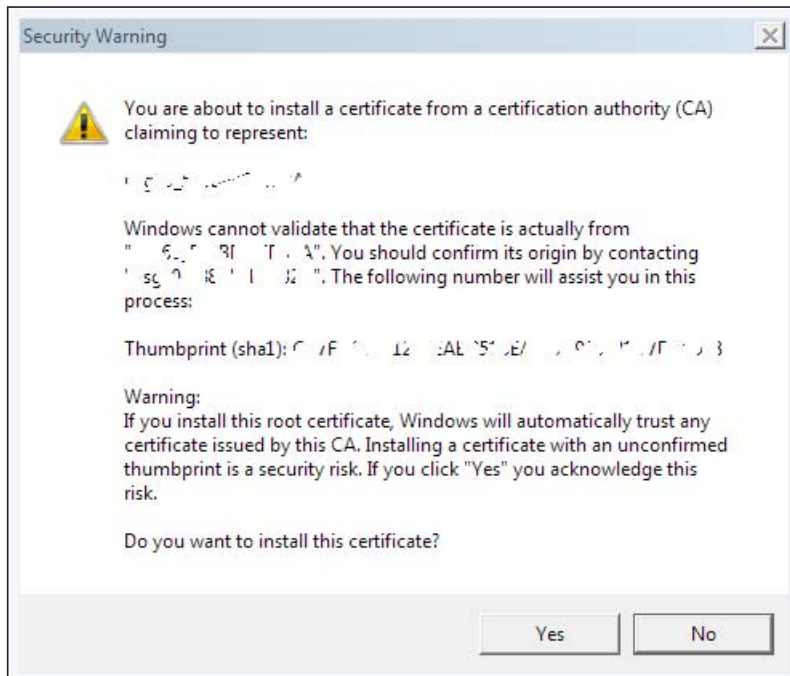 Security Warning
You are about to install a certificate from a certification authority (CA)
claiming to represent:
Windows cannot validate that the certificate is actually from
You should confirm its origin by contacting
The following number will assist you in this
process:
Thumbprint (sha1):
Warning:
If you install this root certificate, Windows will automatically trust any
certificate issued by this CA. Installing a certificate with an unconfirmed
thumbprint is a security risk. If you click "Yes" you acknowledge this
risk.
Do you want to install this certificate?
Yes
No